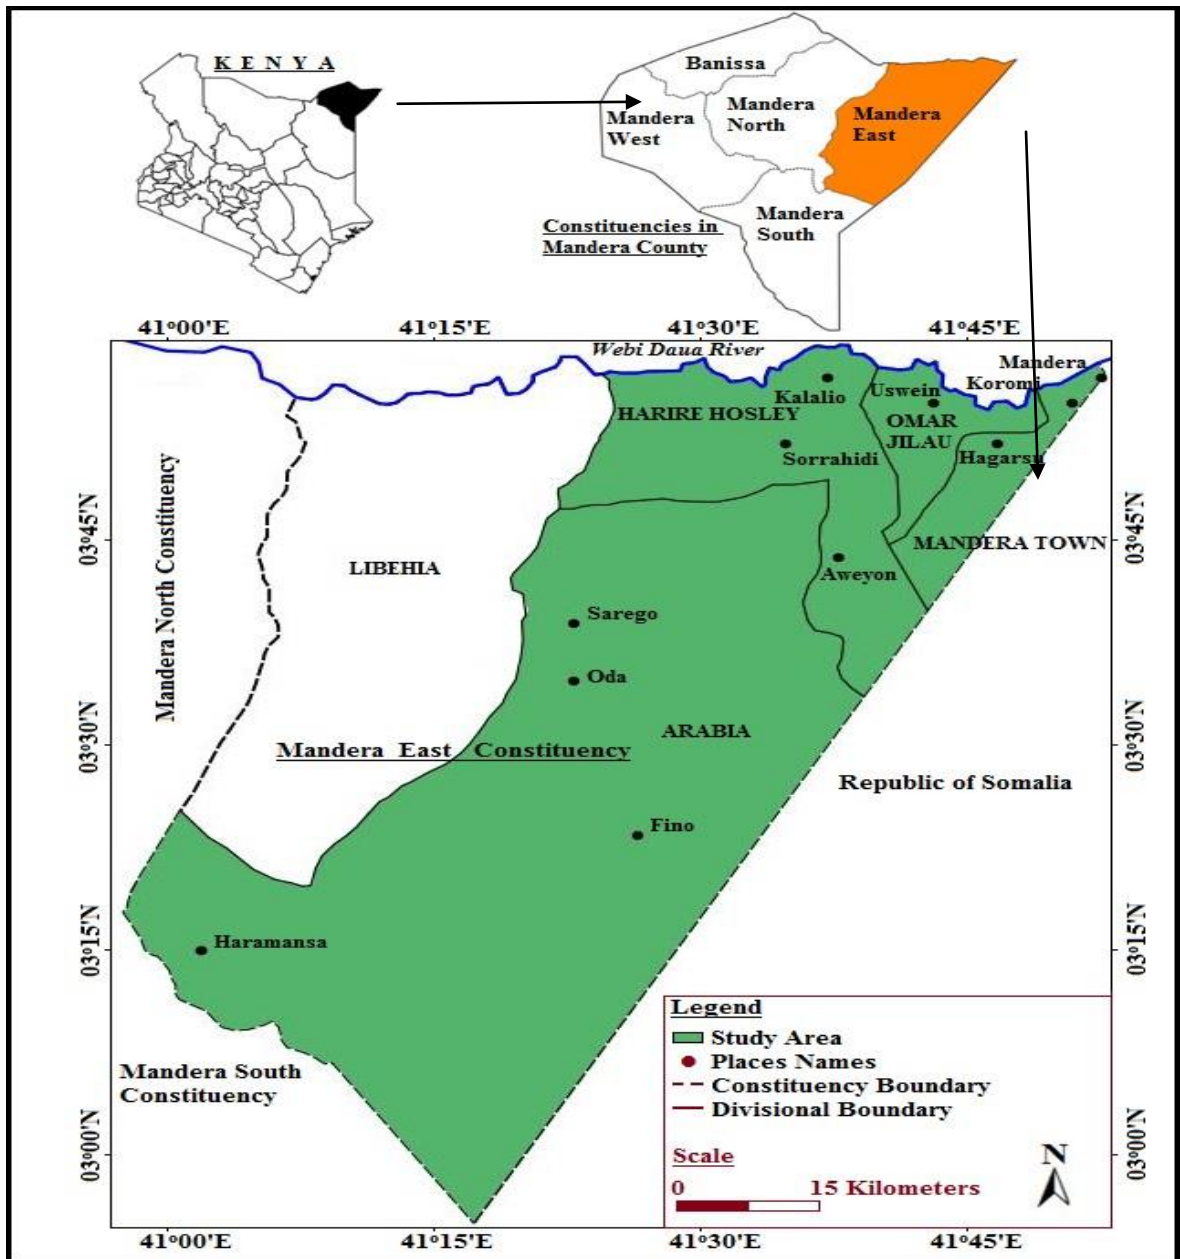 K E N Y A
Banissa
Mandera
West
Mandera
North
Mandera
East
Mandera
South
Constituencies in
Mandera County
41°00'E
41°15'E
41°30'E
41°45'E
Webi Daua River
Mandera
Koromi
Kalalio
Uswein
HARIRE HOSLEY
OMAR
JILAU
Sorrahidi
Hagarsu
03°45'N
03°45'N
MANDERA TOWN
Mandera North Constituency
LIBEHIA
Aweyon
Sarego
Oda
ARABIA
03°30'N
03°30'N
Mandera East Constituency
Republic of Somalia
Fino
03°15'N
03°15'N
Haramansa
Mandera South
Constituency
03°00'N
03°00'N
Legend
Study Area
Places Names
Constituency Boundary
Divisional Boundary
Scale
0 15 Kilometers
N
41°00'E
41°15'E
41°30'E
41°45'E